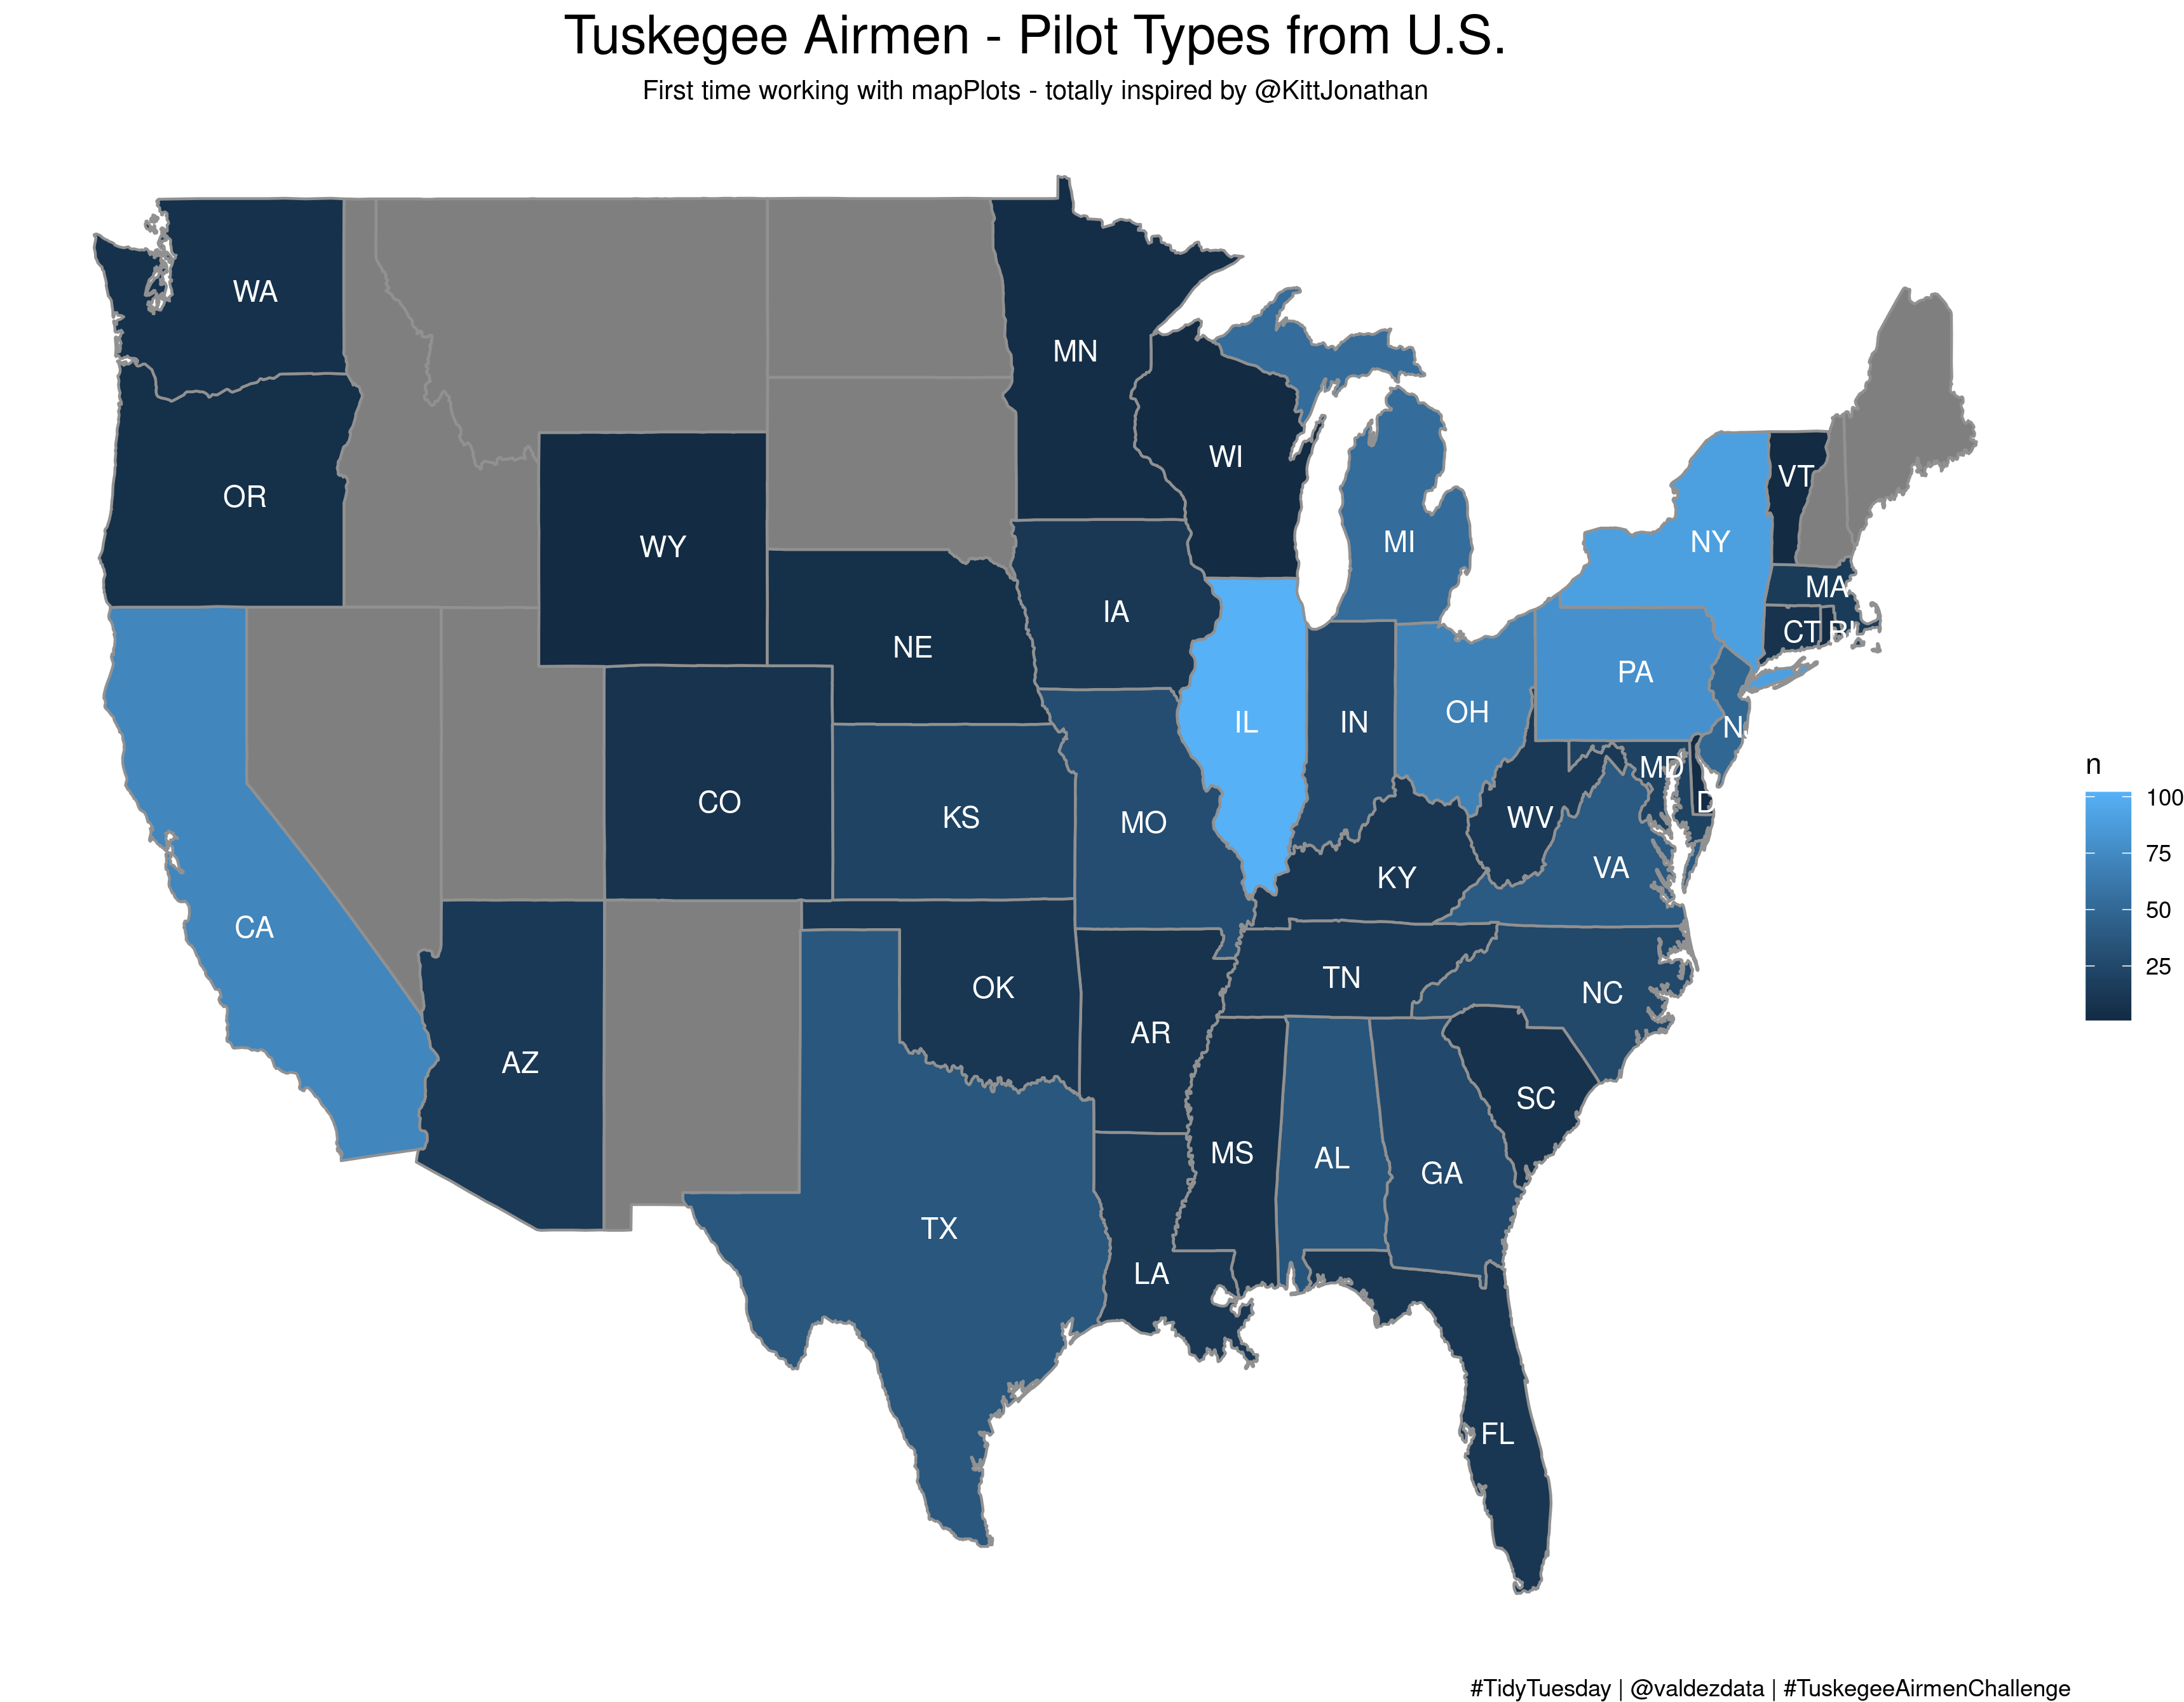 Tuskegee Airmen - Pilot Types from U.S.
First time working with mapPlots - totally inspired by @KittJonathan
WA
MN
WI
VT
OR
MI
NY
WY
MA
IA
CT
NE
PA
OH
IL
IN
MD
n
100
CO
KS
MO
WV
75
KY
VA
50
CA
TN
25
OK
NC
AR
AZ
SC
MS
AL
GA
TX
LA
FL
#TidyTuesday | @valdezdata | #TuskegeeAirmenChallenge